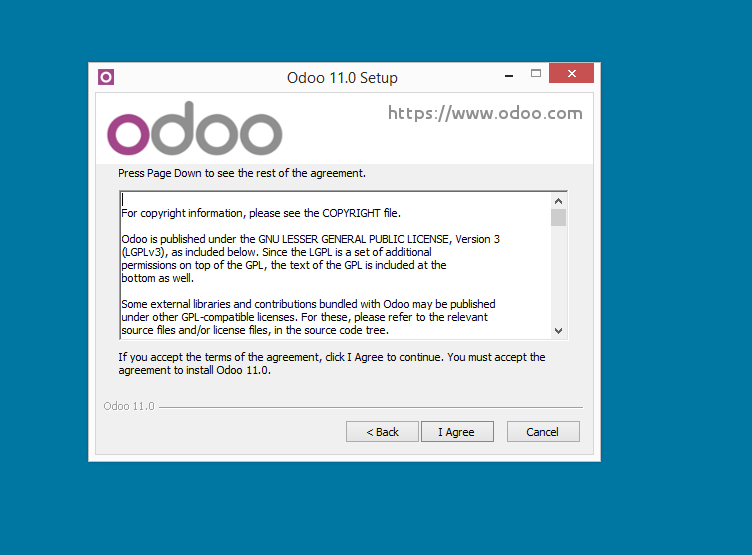 Odoo 11.0 Setup
odoo
https://www.odoo.com
Press Page Down to see the rest of the agreement.
For copyright information, please see the COPYRIGHT file.
Odoo is published under the GNU LESSER GENERAL PUBLIC LICENSE, Version 3
(LGPLv3), as included below. Since the LGPL is a set of additional
permissions on top of the GPL, the text of the GPL is included at the
bottom as well.
Some external libraries and contributions bundled with Odoo may be published
under other GPL-compatible licenses. For these, please refer to the relevant
source files and/or license files, in the source code tree.
If you accept the terms of the agreement, click I Agree to continue. You must accept the
agreement to install Odoo 11.0.
Odoo 11.0
< Back
I Agree
Cancel